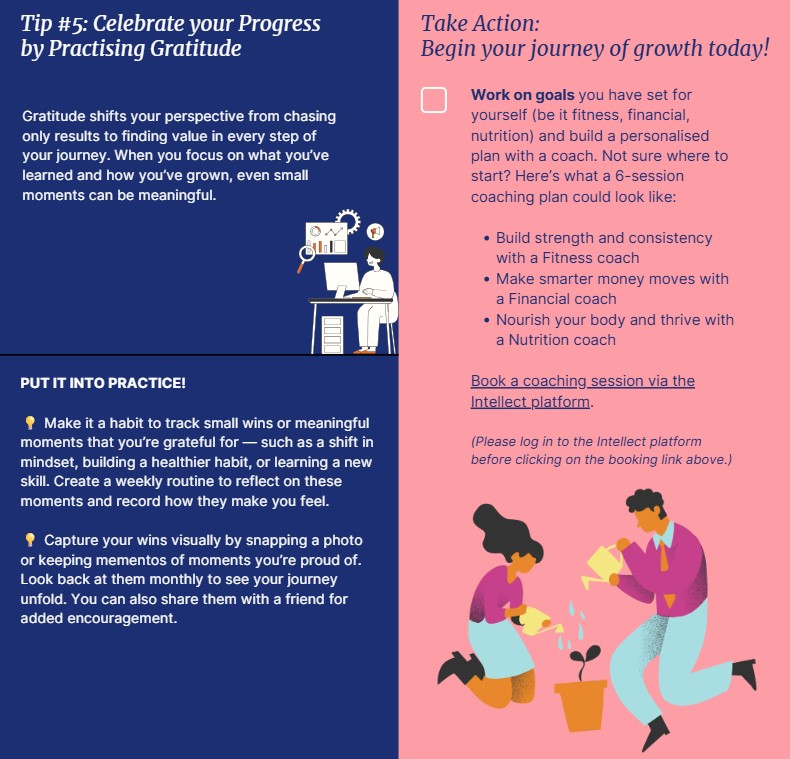 Tip #5: Celebrate your Progress
by Practising Gratitude
Gratitude shifts your perspective from chasing
only results to finding value in every step of
your journey. When you focus on what you've
learned and how you've grown, even small
moments can be meaningful.
PUT IT INTO PRACTICE!
💡 Make it a habit to track small wins or meaningful
moments that you're grateful for — such as a shift in
mindset, building a healthier habit, or learning a new
skill. Create a weekly routine to reflect on these
moments and record how they make you feel.
💡 Capture your wins visually by snapping a photo
or keeping mementos of moments you're proud of.
Look back at them monthly to see your journey
unfold. You can also share them with a friend for
added encouragement.
Take Action:
Begin your journey of growth today!
Work on goals you have set for
yourself (be it fitness, financial,
nutrition) and build a personalised
plan with a coach. Not sure where to
start? Here's what a 6-session
coaching plan could look like:
• Build strength and consistency
with a Fitness coach
• Make smarter money moves with
a Financial coach
• Nourish your body and thrive with
a Nutrition coach
Book a coaching session via the
Intellect platform.
(Please log in to the Intellect platform
before clicking on the booking link above.)